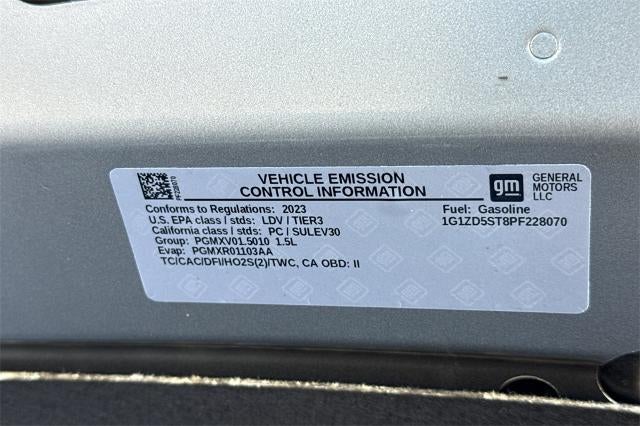 PF228070
VEHICLE EMISSION
CONTROL INFORMATION
gm
GENERAL
MOTORS
LLC
Conforms to Regulations: 2023
U.S. EPA class / stds: LDV / TIER3
California class / stds: PC / SULEV30
Group: PGMXV01.5010 1.5L
Evap: PGMXR01103AA
TC/CAC/DFI/HO2S(2)/TWC, CA OBD: II
Fuel: Gasoline
1G1ZD5ST8PF228070